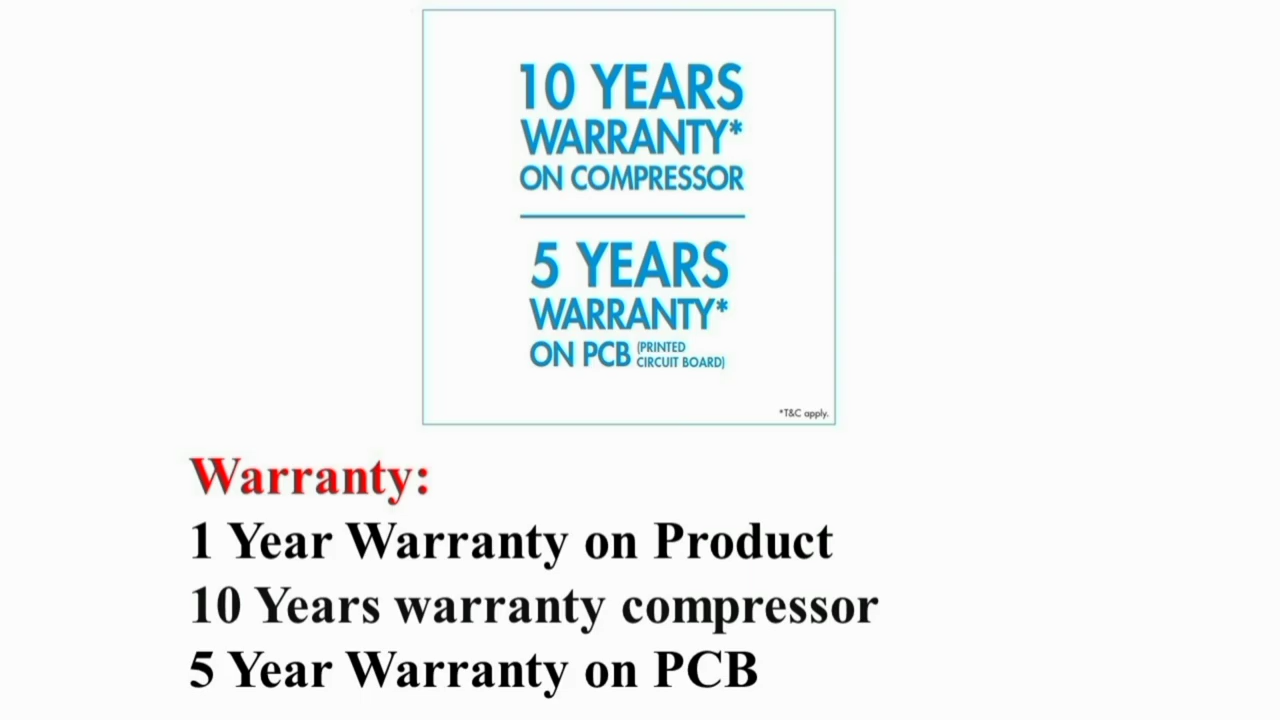 10 YEARS
WARRANTY*
ON COMPRESSOR
5 YEARS
WARRANTY*
ON PCB (PRINTED
CIRCUIT BOARD)
*T&C apply.
Warranty:
1 Year Warranty on Product
10 Years warranty compressor
5 Year Warranty on PCB